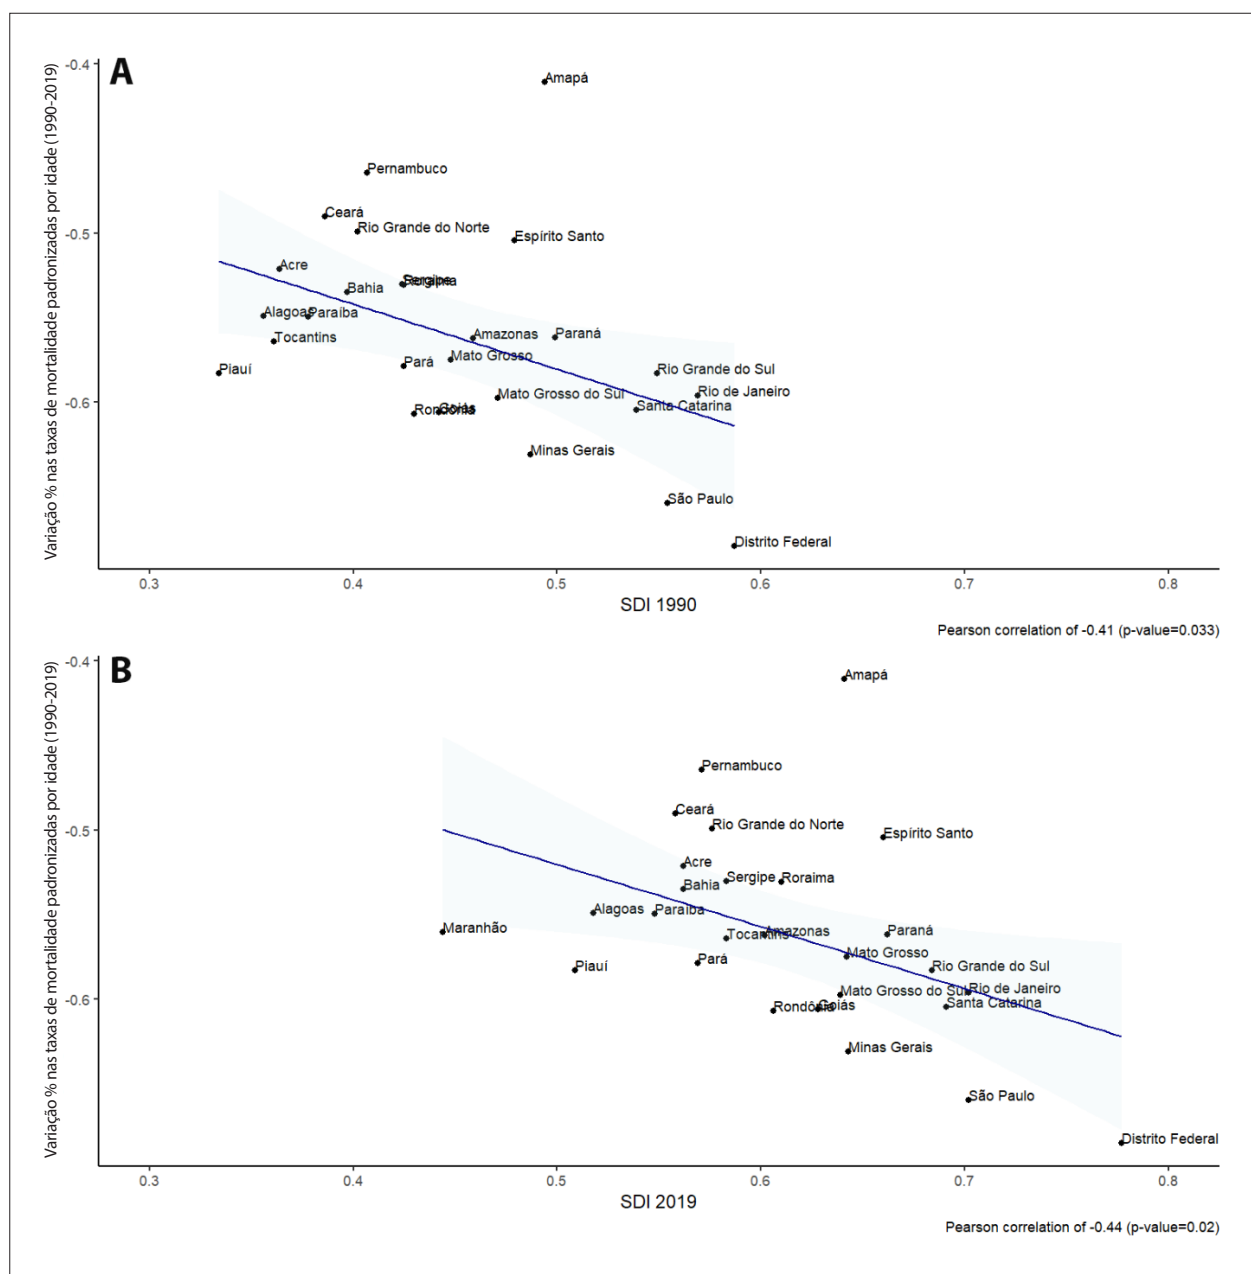 A
Variação % nas taxas de mortalidade padronizadas por idade (1990-2019)
-0.4
-0.5
-0.6
Amapá
Pernambuco
Ceará
Rio Grande do Norte
Espírito Santo
Acre
Sergipe
Roraima
Bahia
Alagoas
Paraíba
Tocantins
Amazonas
Paraná
Mato Grosso
Pará
Piauí
Rio Grande do Sul
Mato Grosso do Sul
Rio de Janeiro
Santa Catarina
Rondônia
Goiás
Minas Gerais
São Paulo
Distrito Federal
0.3 0.4 0.5 0.6 0.7 0.8
SDI 1990
Pearson correlation of -0.41 (p-value=0.033)
B
Variação % nas taxas de mortalidade padronizadas por idade (1990-2019)
-0.4
-0.5
-0.6
Amapá
Pernambuco
Ceará
Rio Grande do Norte
Espírito Santo
Acre
Sergipe
Roraima
Bahia
Alagoas
Paraíba
Maranhão
Tocantins
Amazonas
Paraná
Mato Grosso
Pará
Piauí
Rio Grande do Sul
Mato Grosso do Sul
Rio de Janeiro
Santa Catarina
Rondônia
Goiás
Minas Gerais
São Paulo
Distrito Federal
0.3 0.4 0.5 0.6 0.7 0.8
SDI 2019
Pearson correlation of -0.44 (p-value=0.02)